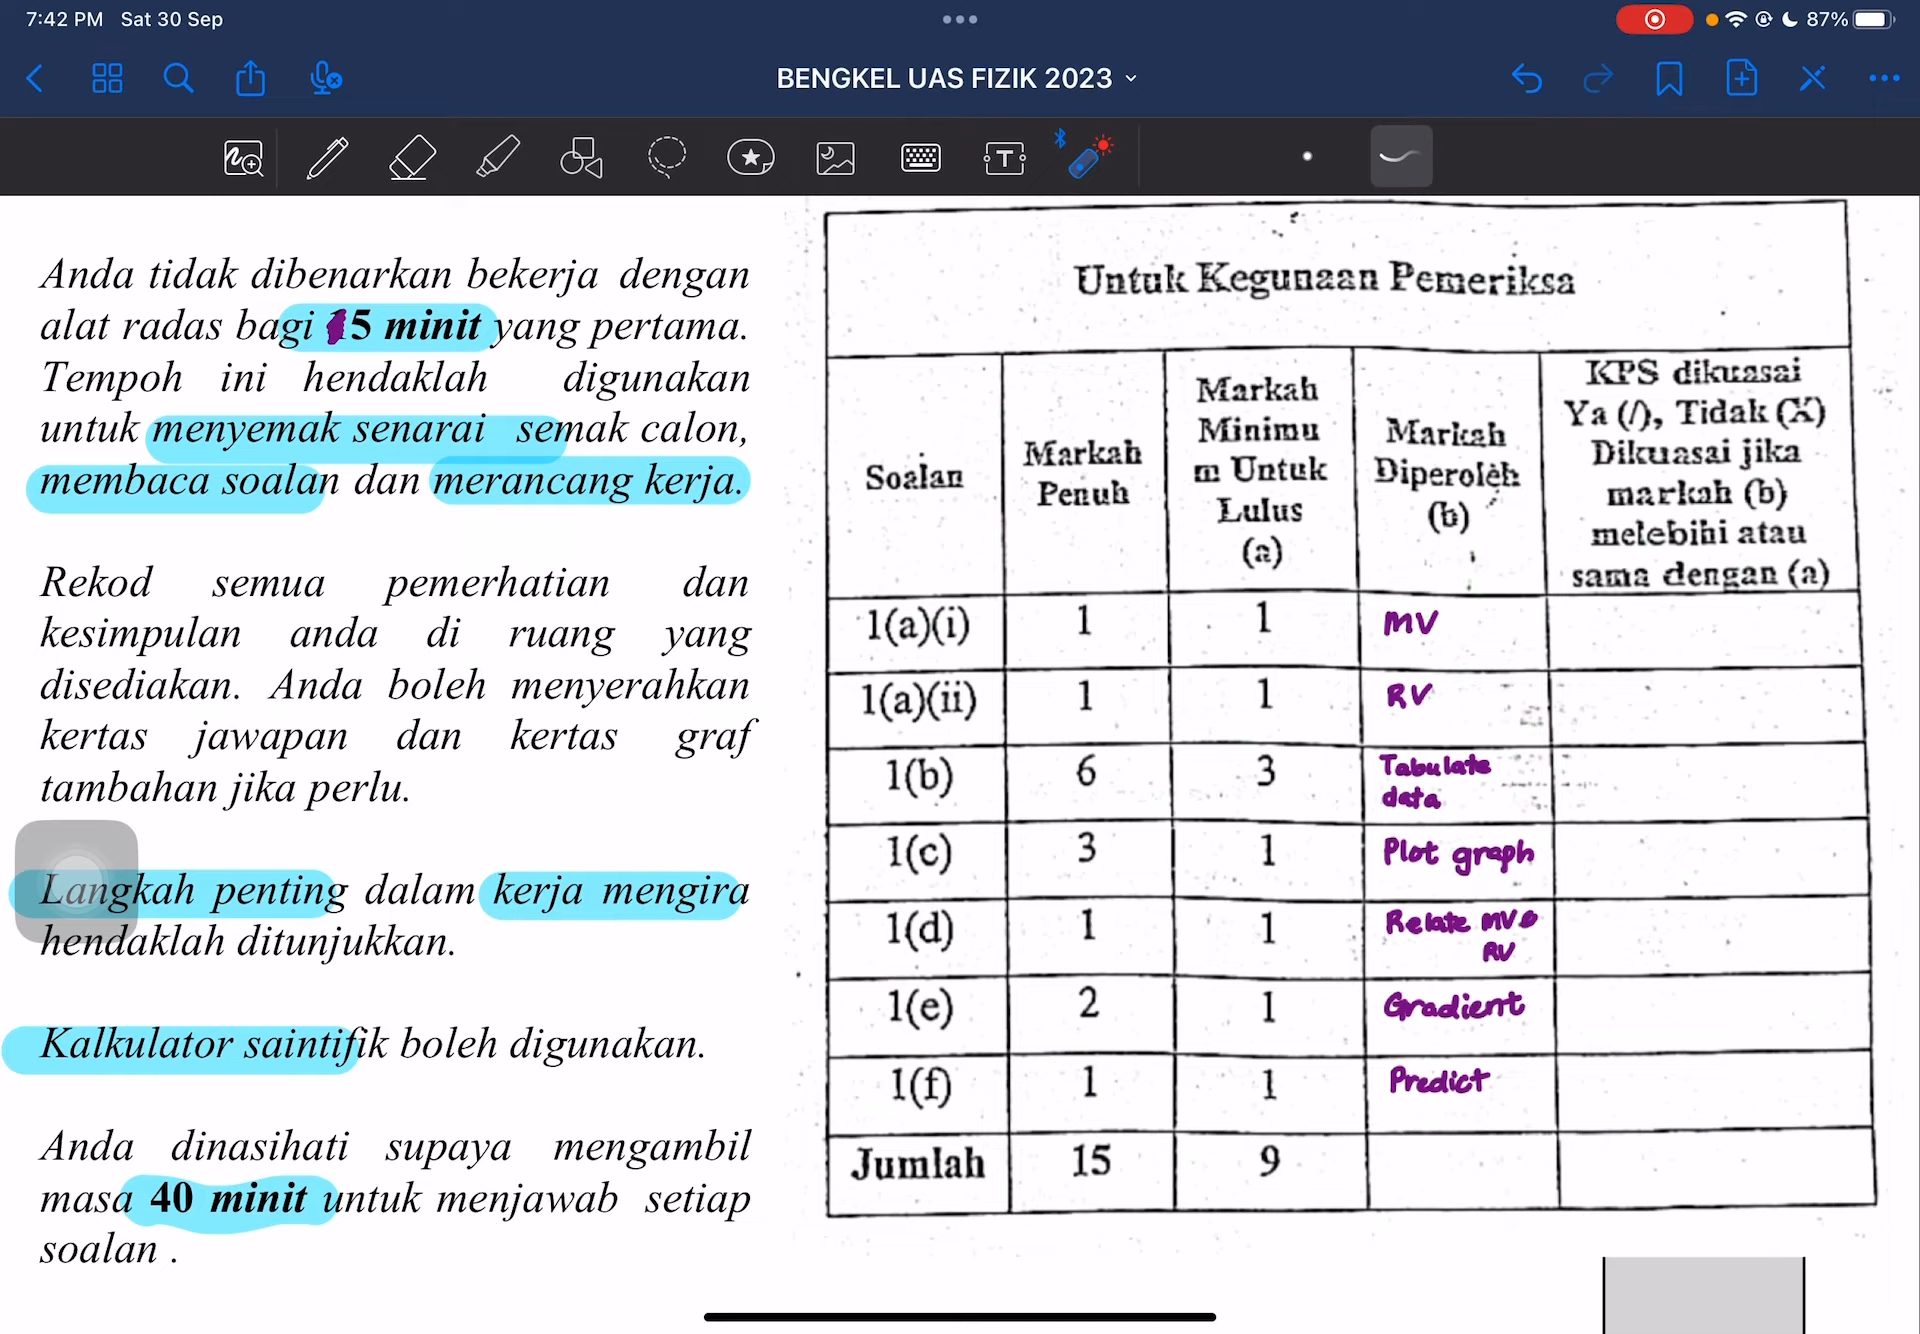 7:42 PM Sat 30 Sep
87%
BENGKEL UAS FIZIK 2023
Anda tidak dibenarkan bekerja dengan
alat radas bagi 15 minit yang pertama.
Tempoh ini hendaklah digunakan
untuk menyemak senarai semak calon,
membaca soalan dan merancang kerja.
Rekod semua pemerhatian dan
kesimpulan anda di ruang yang
disediakan. Anda boleh menyerahkan
kertas jawapan dan kertas graf
tambahan jika perlu.
Langkah penting dalam kerja mengira
hendaklah ditunjukkan.
Kalkulator saintifik boleh digunakan.
Anda dinasihati supaya mengambil
masa 40 minit untuk menjawab setiap
soalan .
Untuk Kegunaan Pemeriksa
Soalan
Markah
Penuh
Markah
Minimu
m Untuk
Lulus
(a)
Markah
Diperoleh
(b)
KPS dikuasai
Ya (/), Tidak (X)
Dikuasai jika
markah (b)
melebihi atau
sama dengan (a)
1(a)(i) 1 1 MV
1(a)(ii) 1 1 RV
1(b) 6 3 Tabulate
data
1(c) 3 1 Plot graph
1(d) 1 1 Relate MV &
RV
1(e) 2 1 Gradient
1(f) 1 1 Predict
Jumlah 15 9